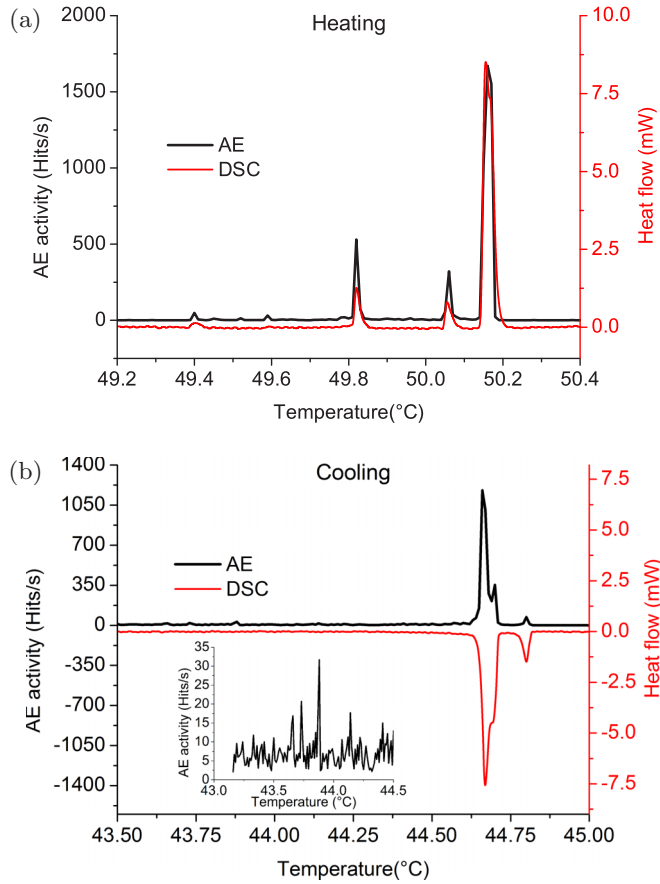 (a)
Heating
AE
DSC
2000
1500
1000
500
0
AE activity (Hits/s)
10.0
7.5
5.0
2.5
0.0
Heat flow (mW)
49.2 49.4 49.6 49.8 50.0 50.2 50.4
Temperature(°C)
(b)
Cooling
AE
DSC
1400
1050
700
350
0
-350
-700
-1050
-1400
AE activity (Hits/s)
7.5
5.0
2.5
0.0
-2.5
-5.0
-7.5
Heat flow (mW)
35
30
25
20
15
10
5
0
AE activity (Hits/s)
43.0 43.5 44.0 44.5
Temperature (°C)
43.50 43.75 44.00 44.25 44.50 44.75 45.00
Temperature(°C)